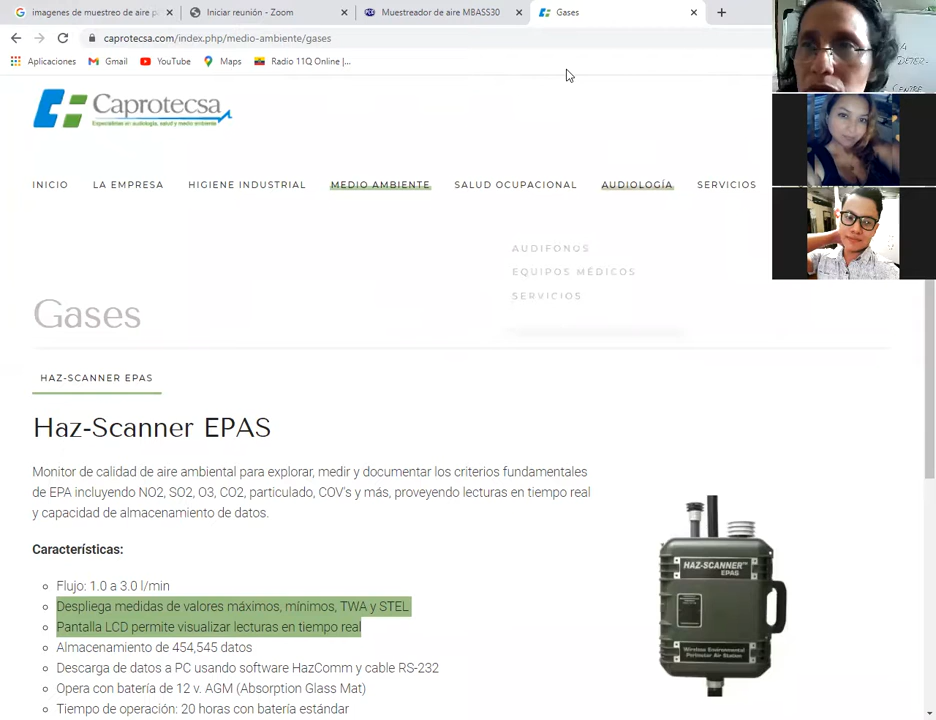 imagenes de muestreo de aire p
Iniciar reunión - Zoom
Muestreador de aire MBASS30
Gases
caprotecsa.com/index.php/medio-ambiente/gases
Aplicaciones
Gmail
YouTube
Maps
Radio 11Q Online |...
Caprotecsa
Especialistas en audiología, salud y medio ambiente
INICIO
LA EMPRESA
HIGIENE INDUSTRIAL
MEDIO AMBIENTE
SALUD OCUPACIONAL
AUDIOLOGÍA
SERVICIOS
AUDIFONOS
EQUIPOS MÉDICOS
SERVICIOS
Gases
HAZ-SCANNER EPAS
Haz-Scanner EPAS
Monitor de calidad de aire ambiental para explorar, medir y documentar los criterios fundamentales
de EPA incluyendo NO2, SO2, O3, CO2, particulado, COV's y más, proveyendo lecturas en tiempo real
y capacidad de almacenamiento de datos.
Características:
Flujo: 1.0 a 3.0 l/min
Despliega medidas de valores máximos, mínimos, TWA y STEL
Pantalla LCD permite visualizar lecturas en tiempo real
Almacenamiento de 454,545 datos
Descarga de datos a PC usando software HazComm y cable RS-232
Opera con batería de 12 v. AGM (Absorption Glass Mat)
Tiempo de operación: 20 horas con batería estándar
HAZ-SCANNER™
EPAS
Wireless Environmental
Perimeter Air Station